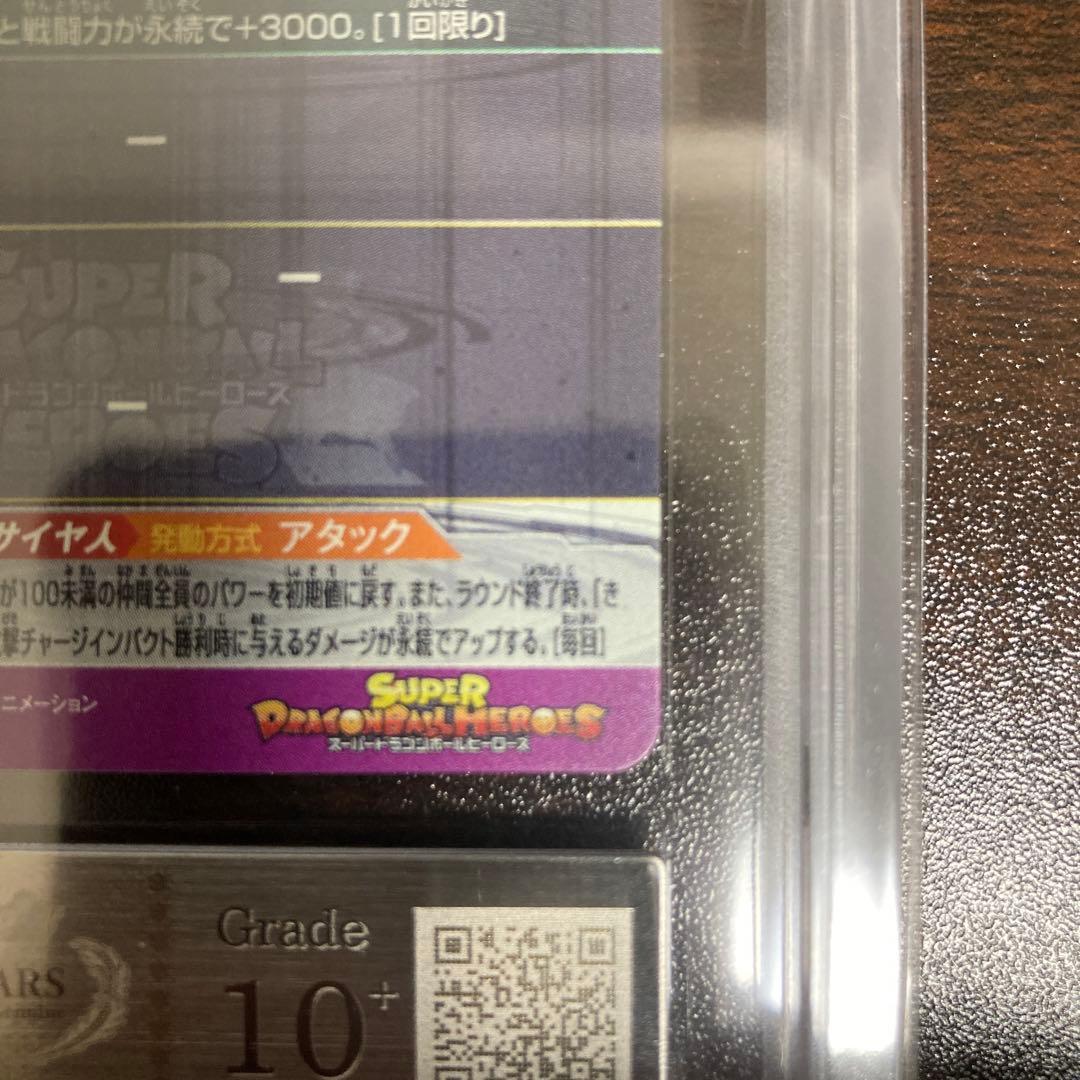 と戦闘力が永続で+3000。[1回限り]
SUPER
DRAGONBALL
ドラゴンボールヒーローズ
HEROES
サイヤ人 発動方式 アタック
が100未満の仲間全員のパワーを初期値に戻す。また、ラウンド終了時、「き
撃チャージインパクト勝利時に与えるダメージが永続でアップする。[毎回]
ニメーション
SUPER
DRAGONBALL HEROES
スーパードラゴンボールヒーローズ
Grade
ARS
10+